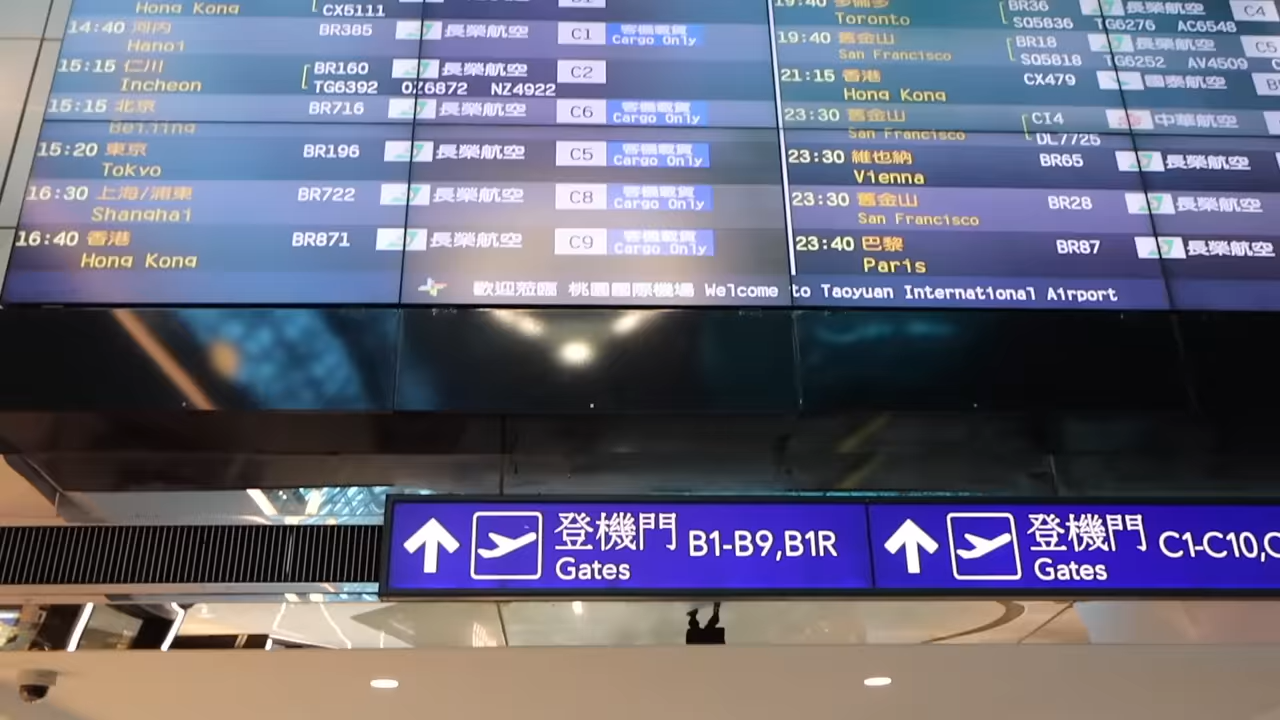 Hong Kong CX6111
14:40 河內 BR385 長榮航空 C1 客機載貨
Hanoi Cargo Only
15:15 仁川 BR160 長榮航空 C2
Incheon TG6392 OZ6872 NZ4922
15:15 北京 BR716 長榮航空 C6 客機載貨
Beijing Cargo Only
15:20 東京 BR196 長榮航空 C5 客機載貨
Tokyo Cargo Only
16:30 上海/浦東 BR722 長榮航空 C8 客機載貨
Shanghai Cargo Only
16:40 香港 BR871 長榮航空 C9 客機載貨
Hong Kong Cargo Only
19:40 多倫多 BR36 長榮航空 C4
Toronto SQ5836 TG6276 AC6548
19:40 舊金山 BR18 長榮航空 C5
San Francisco SQ5818 TG6252 AV4509
21:15 香港 CX479 國泰航空
Hong Kong
23:30 舊金山 CI4 中華航空
San Francisco DL7725
23:30 維也納 BR65 長榮航空
Vienna
23:30 舊金山 BR28 長榮航空
San Francisco
23:40 巴黎 BR87 長榮航空
Paris
歡迎蒞臨 桃園國際機場 Welcome to Taoyuan International Airport
登機門 B1-B9,B1R
Gates
登機門 C1-C10,C
Gates